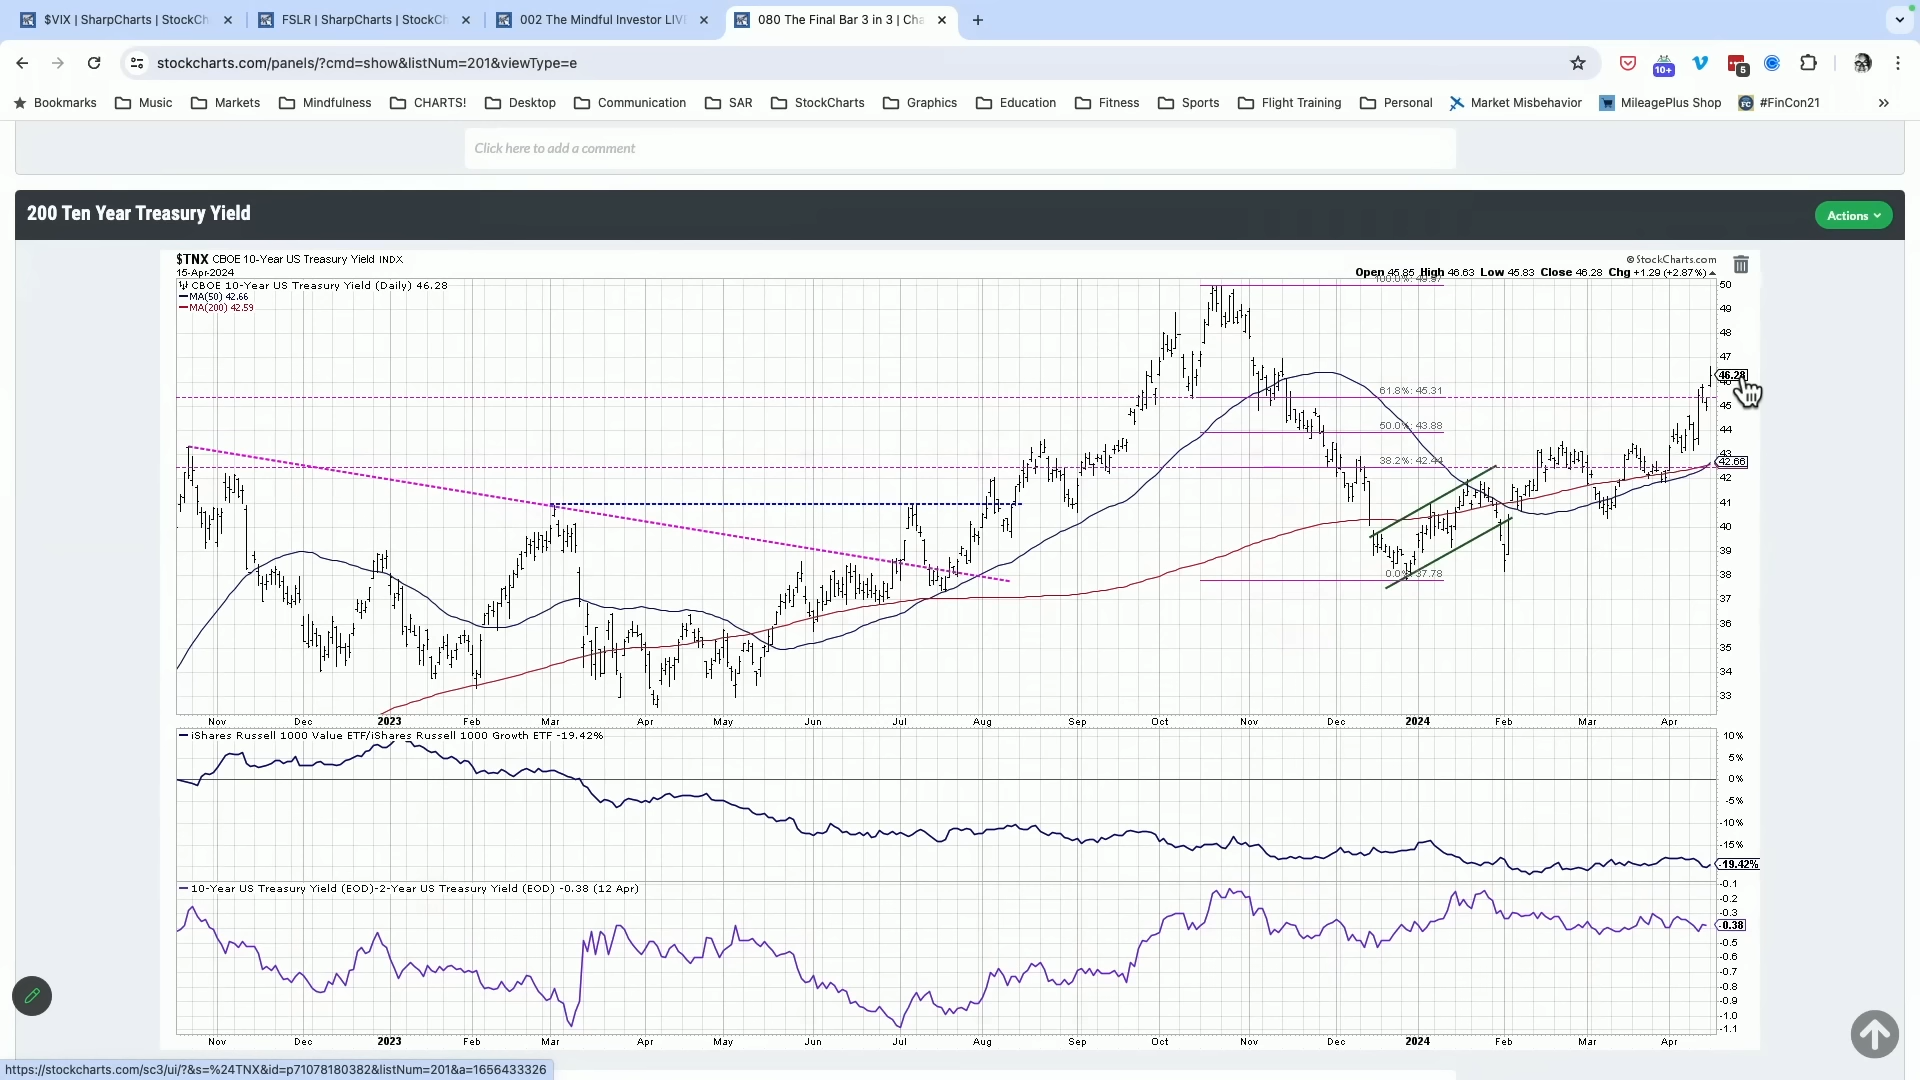 $VIX | SharpCharts | StockCh
FSLR | SharpCharts | StockCh
002 The Mindful Investor LIVE
080 The Final Bar 3 in 3 | Cha
stockcharts.com/panels/?cmd=show&listNum=201&viewType=e
10+
5
Bookmarks
Music
Markets
Mindfulness
CHARTS!
Desktop
Communication
SAR
StockCharts
Graphics
Education
Fitness
Sports
Flight Training
Personal
Market Misbehavior
MileagePlus Shop
#FinCon21
Click here to add a comment
200 Ten Year Treasury Yield
Actions
$TNX CBOE 10-Year US Treasury Yield INDX
© StockCharts.com
15-Apr-2024
Open 45.85 High 46.63 Low 45.83 Close 46.28 Chg +1.29 (+2.87%)
CBOE 10-Year US Treasury Yield (Daily) 46.28
MA(50) 42.66
MA(200) 42.59
61.8%: 45.31
50.0%: 43.88
38.2%: 42.44
0.0%: 37.78
50
49
48
47
46.28
45
44
43
42.66
42
41
40
39
38
37
36
35
34
33
Nov Dec 2023 Feb Mar Apr May Jun Jul Aug Sep Oct Nov Dec 2024 Feb Mar Apr
iShares Russell 1000 Value ETF/iShares Russell 1000 Growth ETF -19.42%
10%
5%
0%
-5%
-10%
-15%
-19.42%
10-Year US Treasury Yield (EOD)-2-Year US Treasury Yield (EOD) -0.38 (12 Apr)
-0.1
-0.2
-0.3
-0.38
-0.5
-0.6
-0.7
-0.8
-0.9
-1.0
-1.1
Nov Dec 2023 Feb Mar Apr May Jun Jul Aug Sep Oct Nov Dec 2024 Feb Mar Apr
https://stockcharts.com/sc3/ui/?&s=%24TNX&id=p71078180382&listNum=201&a=1656433326